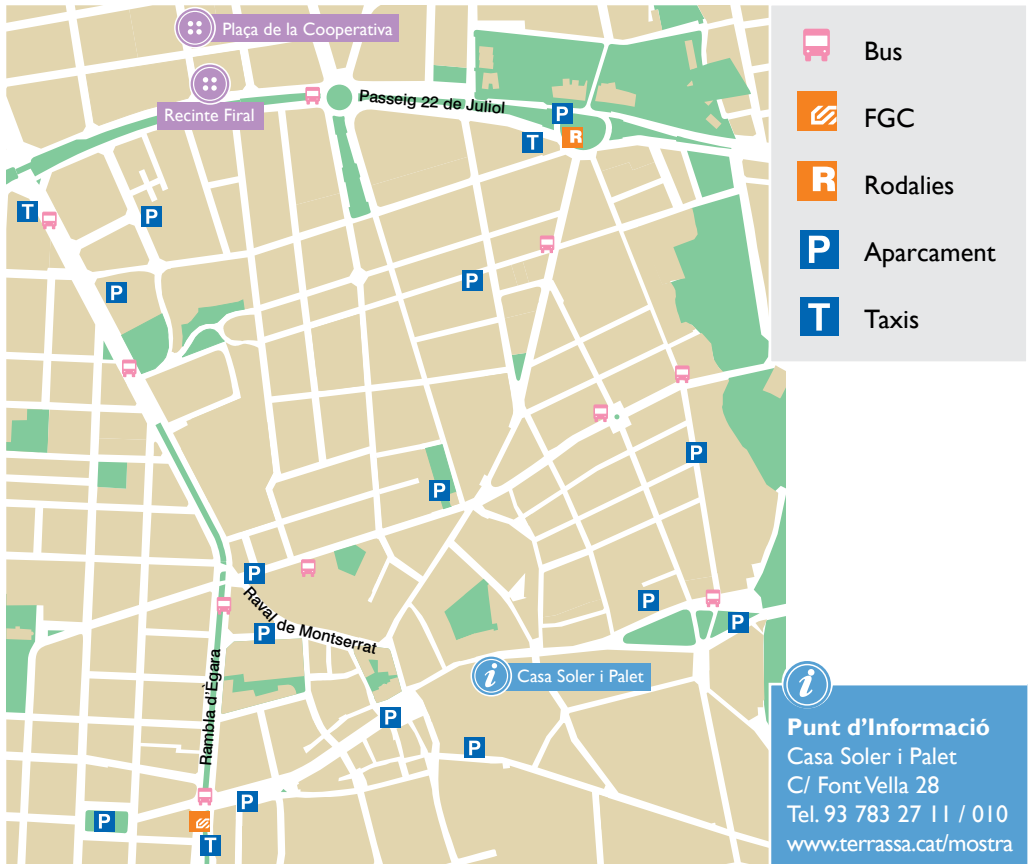 Plaça de la Cooperativa
Recinte Firal
Passeig 22 de Juliol
P
T
R
T
P
P
P
P
P
P
Raval de Montserrat
P
P
P
Casa Soler i Palet
Rambla d'Ègara
P
P
P
P
T
Bus
FGC
R
Rodalies
P
Aparcament
T
Taxis
i
i
Punt d'Informació
Casa Soler i Palet
C/ Font Vella 28
Tel. 93 783 27 11 / 010
www.terrassa.cat/mostra